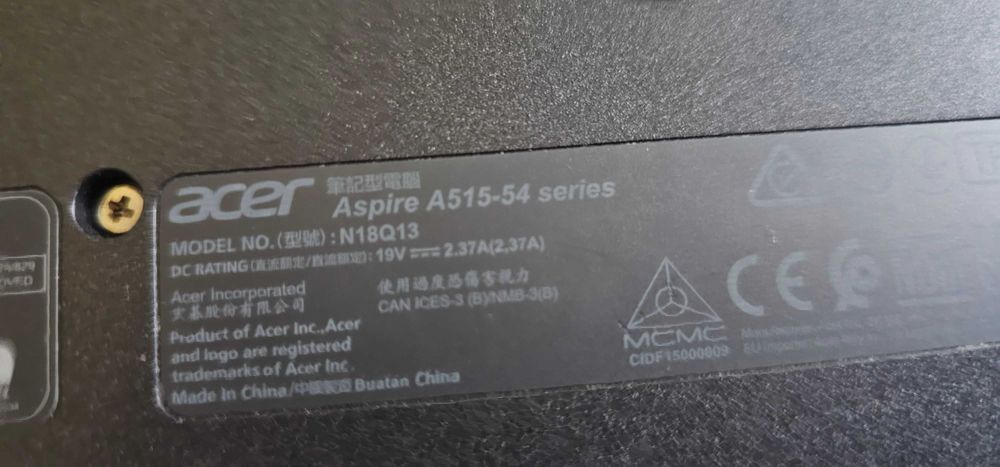 acer 筆記型電腦
Aspire A515-54 series
MODEL NO.(型號) : N18Q13
DC RATING(直流額定/直流額定): 19V ⎓ 2.37A(2.37A)
Acer Incorporated
宏碁股份有限公司
使用過度恐傷害視力
CAN ICES-3 (B)/NMB-3(B)
Product of Acer Inc.,Acer
and logo are registered
trademarks of Acer Inc.
Made in China/中國製造 Buatan China
MCMC
CIDF15000009
CE